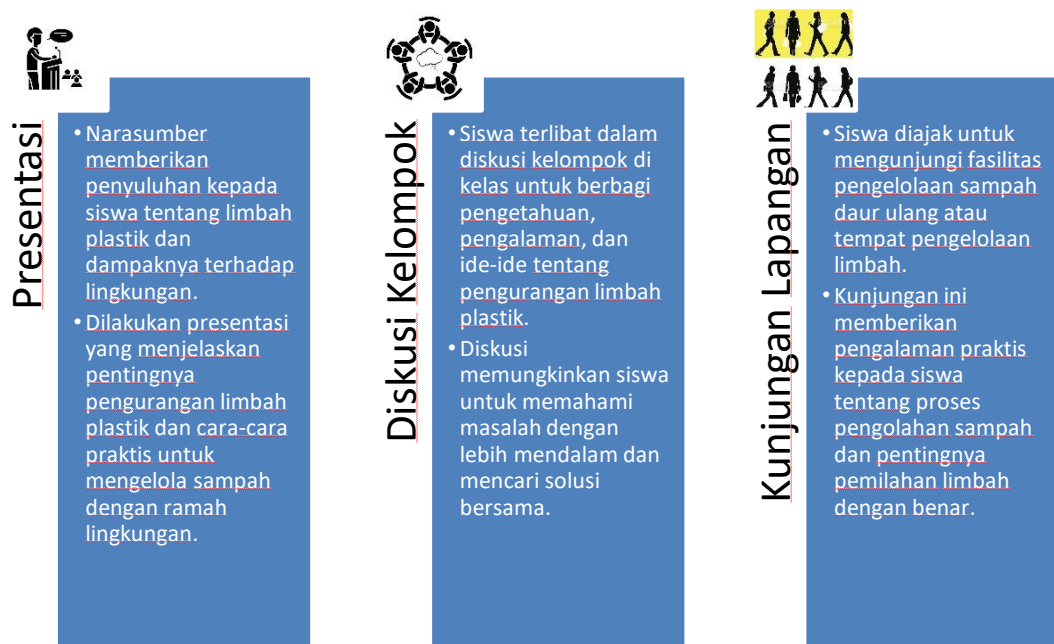 Presentasi
• Narasumber
memberikan
penyuluhan kepada
siswa tentang limbah
plastik dan
dampaknya terhadap
lingkungan.
• Dilakukan presentasi
yang menjelaskan
pentingnya
pengurangan limbah
plastik dan cara-cara
praktis untuk
mengelola sampah
dengan ramah
lingkungan.
Diskusi Kelompok
• Siswa terlibat dalam
diskusi kelompok di
kelas untuk berbagi
pengetahuan,
pengalaman, dan
ide-ide tentang
pengurangan limbah
plastik.
• Diskusi
memungkinkan siswa
untuk memahami
masalah dengan
lebih mendalam dan
mencari solusi
bersama.
Kunjungan Lapangan
• Siswa diajak untuk
mengunjungi fasilitas
pengelolaan sampah
daur ulang atau
tempat pengelolaan
limbah.
• Kunjungan ini
memberikan
pengalaman praktis
kepada siswa
tentang proses
pengolahan sampah
dan pentingnya
pemilahan limbah
dengan benar.